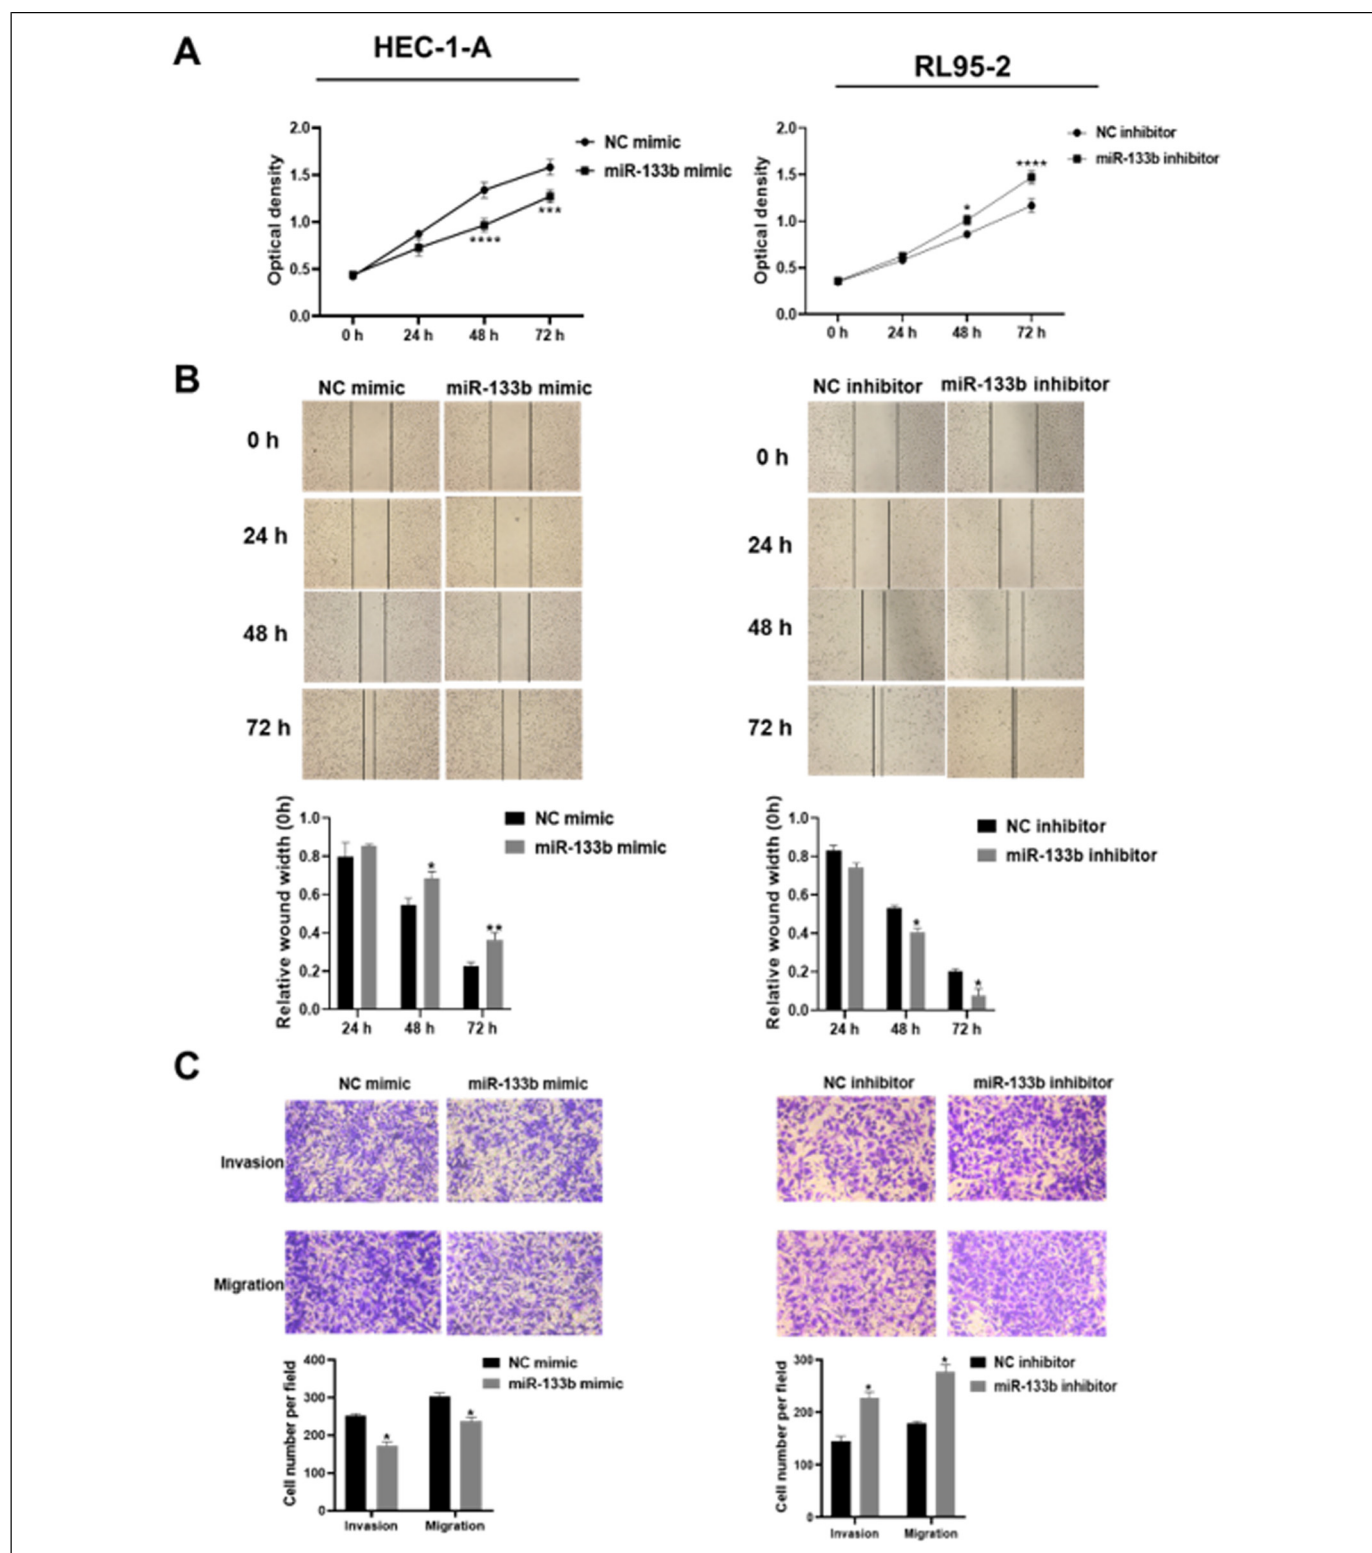 A
HEC-1-A
RL95-2
2.0
1.5
1.0
0.5
0.0
Optical density
0 h
24 h
48 h
72 h
NC mimic
miR-133b mimic
****
***
2.0
1.5
1.0
0.5
0.0
Optical density
0 h
24 h
48 h
72 h
NC inhibitor
miR-133b inhibitor
*
****
B
NC mimic
miR-133b mimic
0 h
24 h
48 h
72 h
NC inhibitor
miR-133b inhibitor
0 h
24 h
48 h
72 h
Relative wound width (0h)
1.0
0.8
0.6
0.4
0.2
0.0
24 h
48 h
72 h
NC mimic
miR-133b mimic
*
**
Relative wound width (0h)
1.0
0.8
0.6
0.4
0.2
0.0
24 h
48 h
72 h
NC inhibitor
miR-133b inhibitor
*
*
C
NC mimic
miR-133b mimic
NC inhibitor
miR-133b inhibitor
Invasion
Migration
Cell number per field
400
300
200
100
0
Invasion
Migration
NC mimic
miR-133b mimic
*
*
Cell number per field
300
200
100
0
Invasion
Migration
NC inhibitor
miR-133b inhibitor
*
*